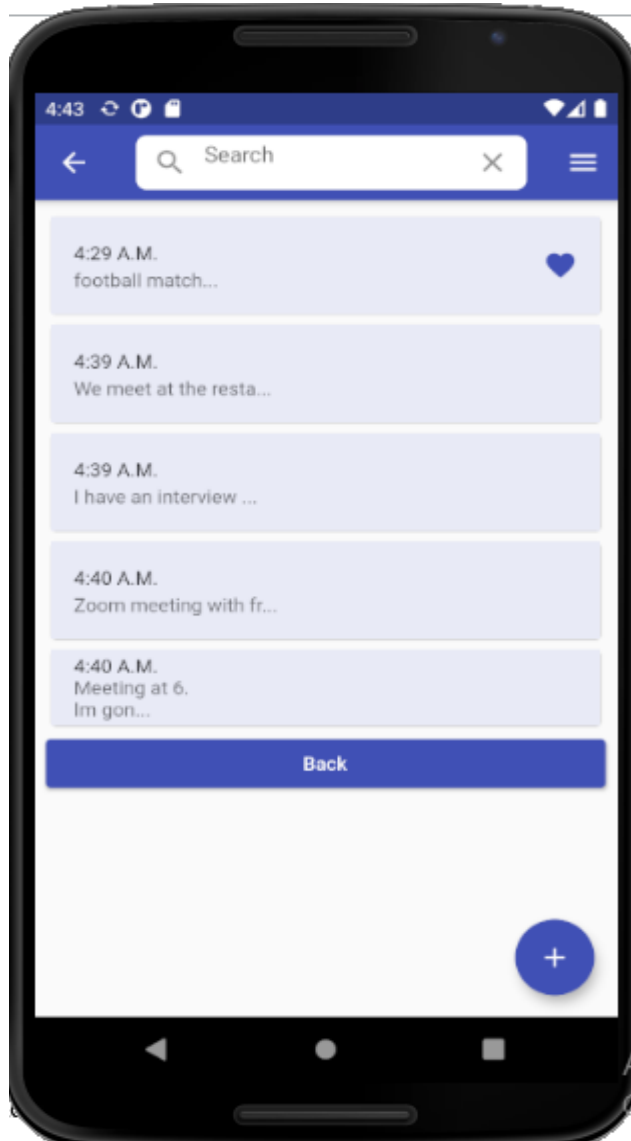 4:43
Search
4:29 A.M.
football match...
4:39 A.M.
We meet at the resta...
4:39 A.M.
I have an interview ...
4:40 A.M.
Zoom meeting with fr...
4:40 A.M.
Meeting at 6.
Im gon...
Back